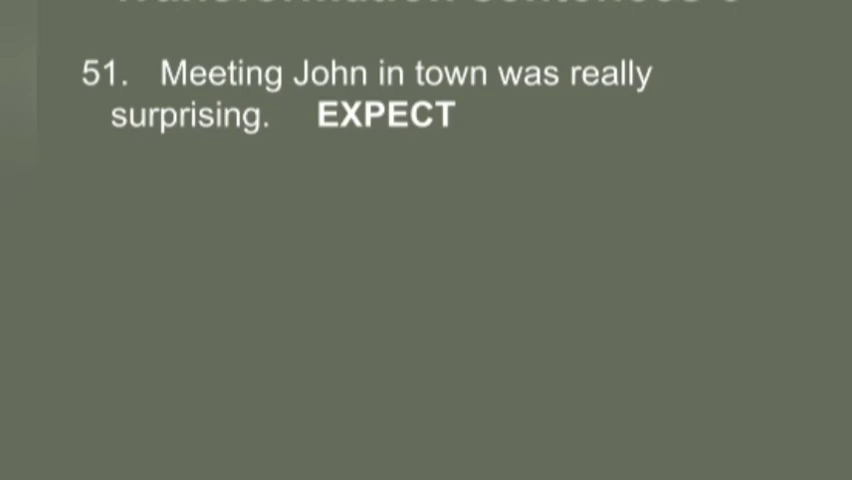 51. Meeting John in town was really
surprising. EXPECT